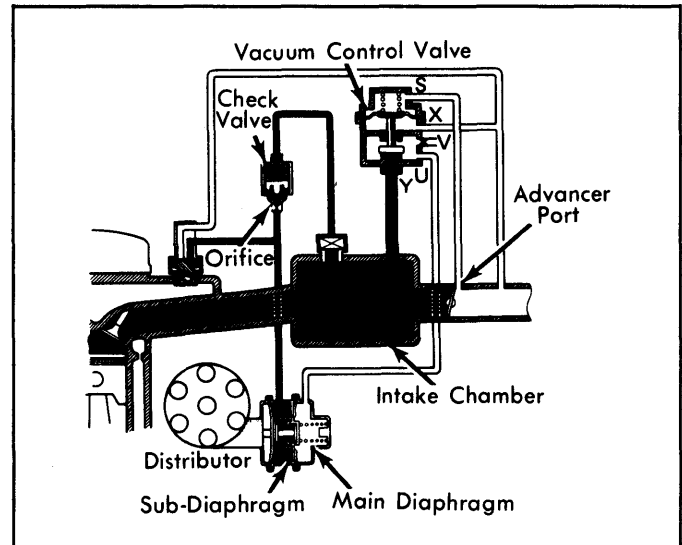 Vacuum Control Valve
S
Check
Valve
X
V
Y
U
Advancer
Port
Orifice
Intake Chamber
Distributor
Sub-Diaphragm
Main Diaphragm